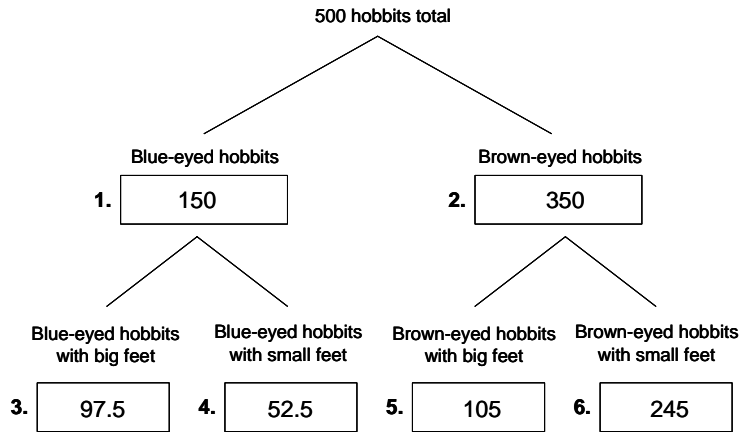 500 hobbits total
Blue-eyed hobbits
Brown-eyed hobbits
1. 150
2. 350
Blue-eyed hobbits
with big feet
Blue-eyed hobbits
with small feet
Brown-eyed hobbits
with big feet
Brown-eyed hobbits
with small feet
3. 97.5
4. 52.5
5. 105
6. 245